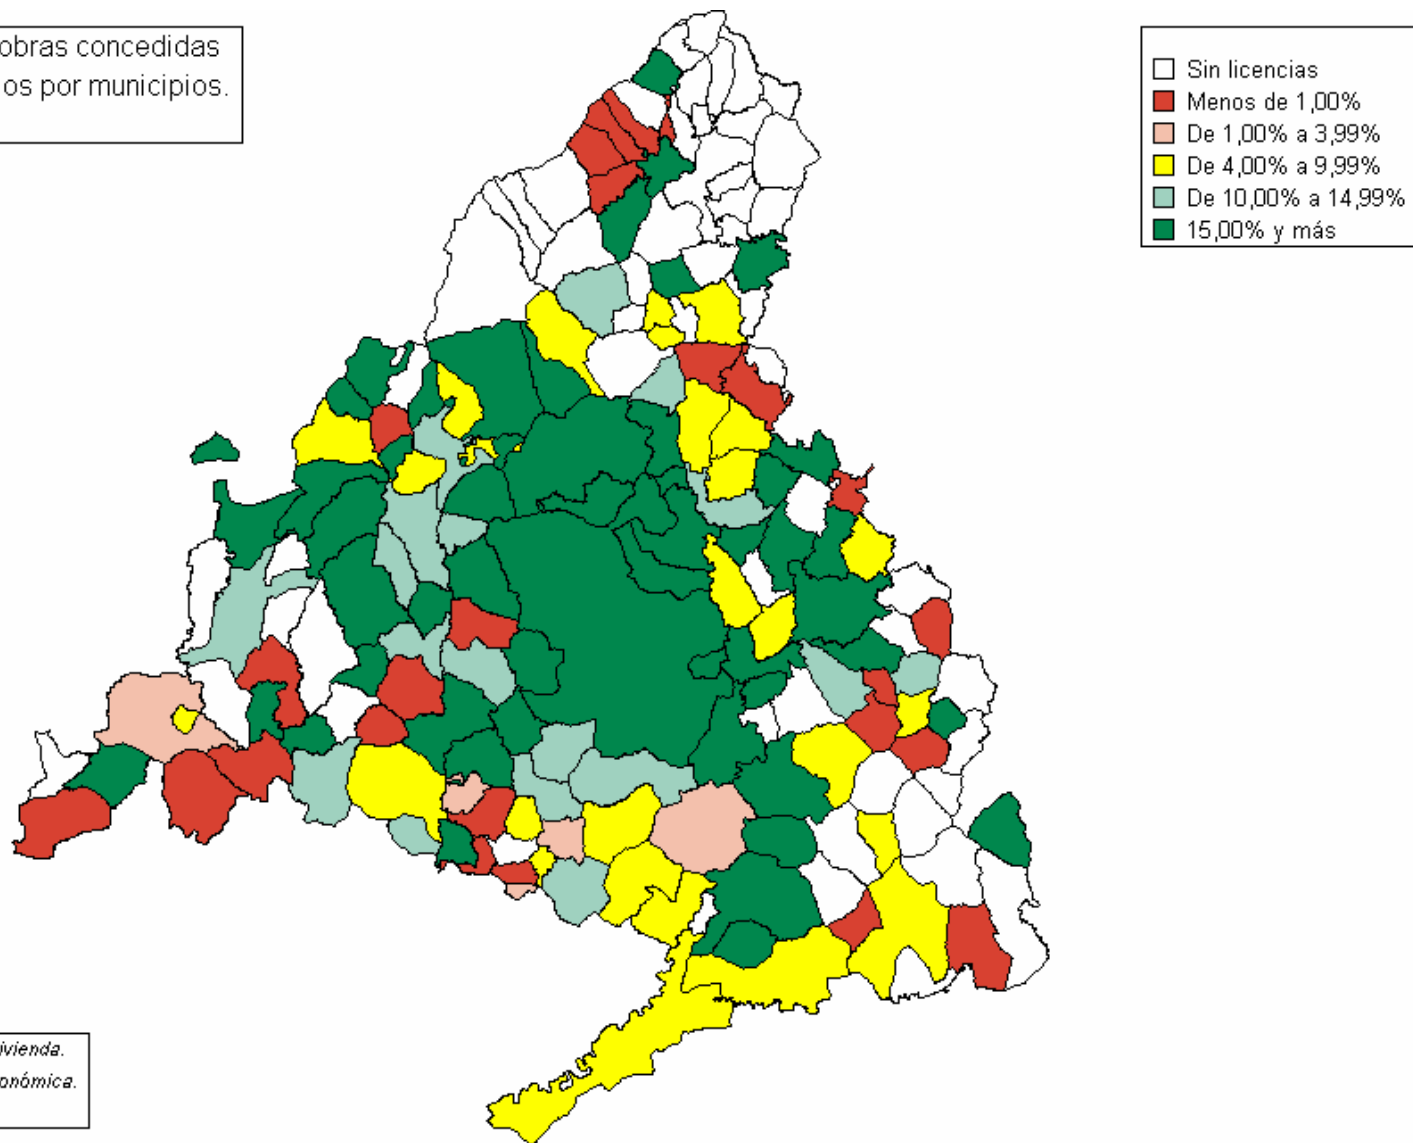 obras concedidas
os por municipios.
Sin licencias
Menos de 1,00%
De 1,00% a 3,99%
De 4,00% a 9,99%
De 10,00% a 14,99%
15,00% y más
ivienda.
onómica.